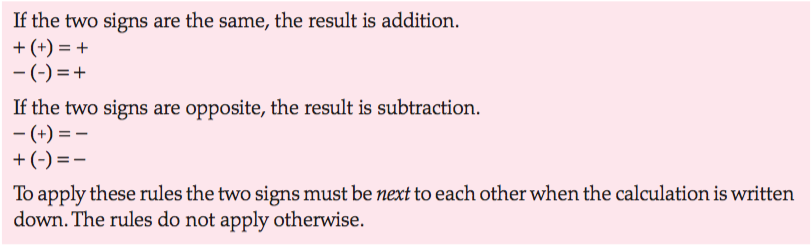 If the two signs are the same, the result is addition.
+ (+) = +
− (-) = +
If the two signs are opposite, the result is subtraction.
− (+) = −
+ (-) = −
To apply these rules the two signs must be next to each other when the calculation is written
down. The rules do not apply otherwise.